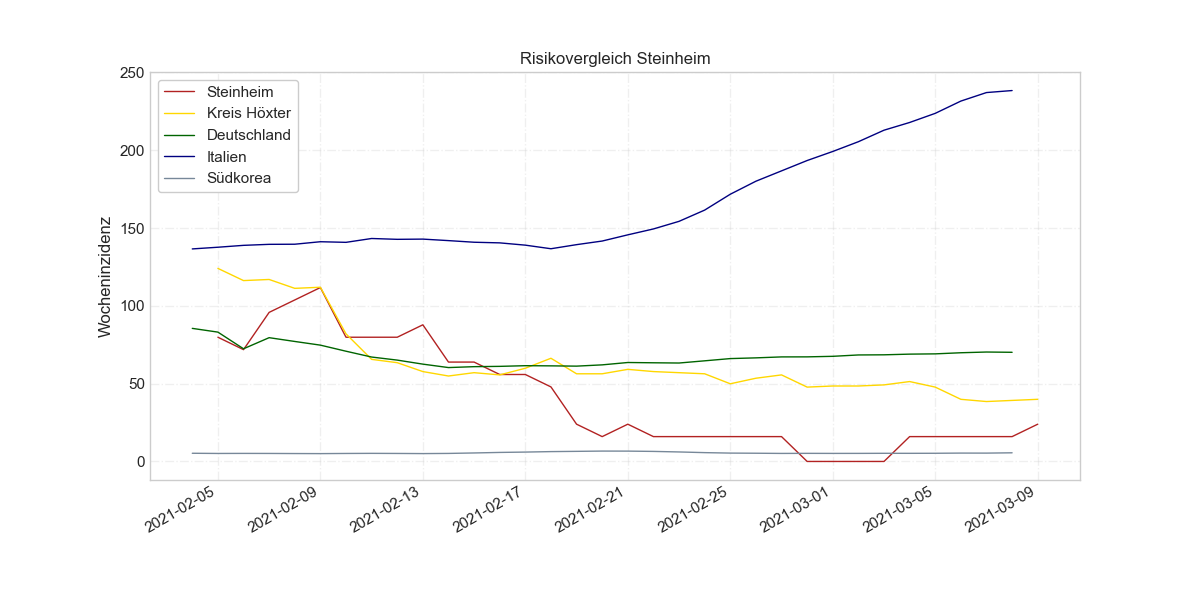 Risikovergleich Steinheim
Steinheim
Kreis Höxter
Deutschland
Italien
Südkorea
Wocheninzidenz
250
200
150
100
50
0
2021-02-05
2021-02-09
2021-02-13
2021-02-17
2021-02-21
2021-02-25
2021-03-01
2021-03-05
2021-03-09